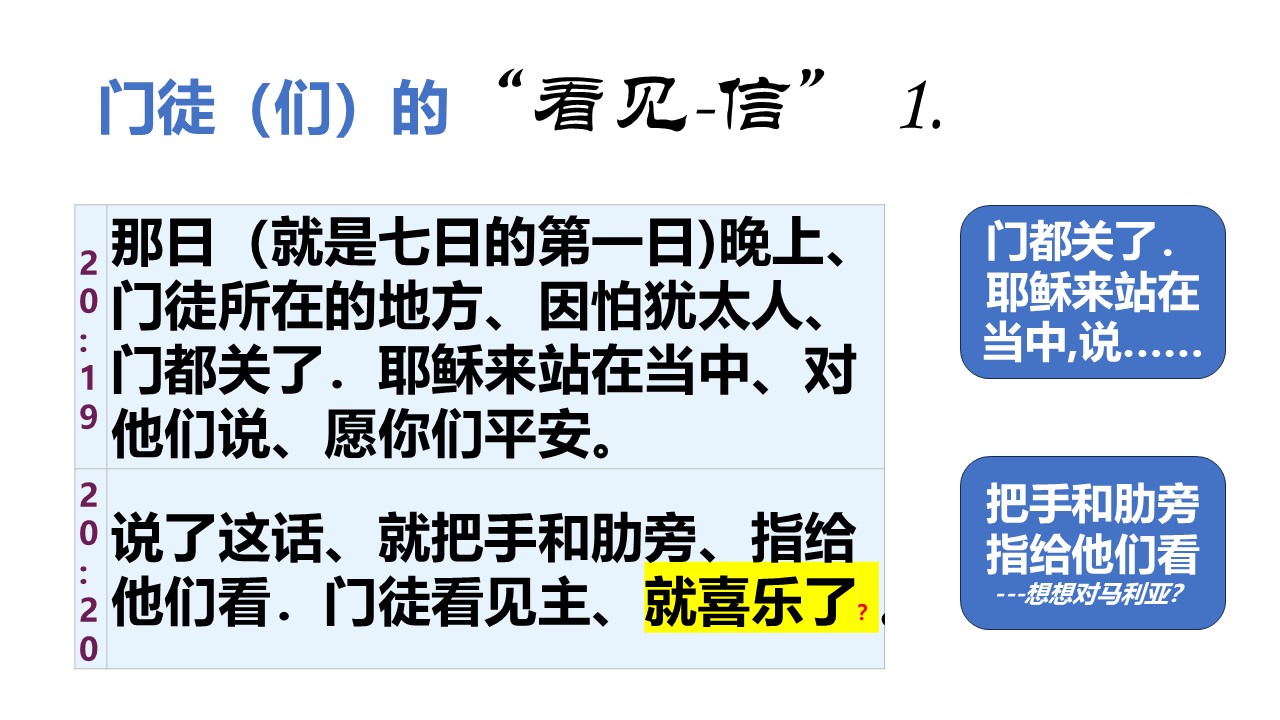 门徒（们）的“看见-信” 1.
20:19
那日（就是七日的第一日)晚上、
门徒所在的地方、因怕犹太人、
门都关了．耶稣来站在当中、对
他们说、愿你们平安。
20:20
说了这话、就把手和肋旁、指给
他们看．门徒看见主、就喜乐了？。
门都关了．
耶稣来站在
当中,说……
把手和肋旁
指给他们看
---想想对马利亚？